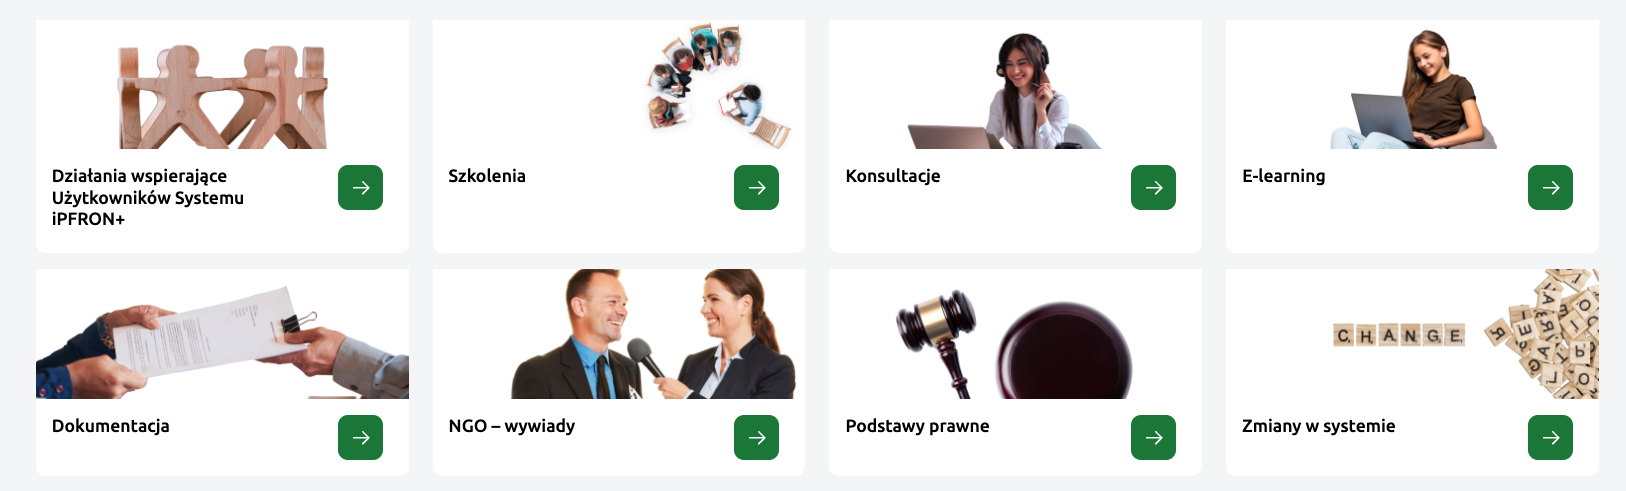 Działania wspierające
Użytkowników Systemu
iPFRON+
Szkolenia
Konsultacje
E-learning
CHANGE
Dokumentacja
NGO – wywiady
Podstawy prawne
Zmiany w systemie